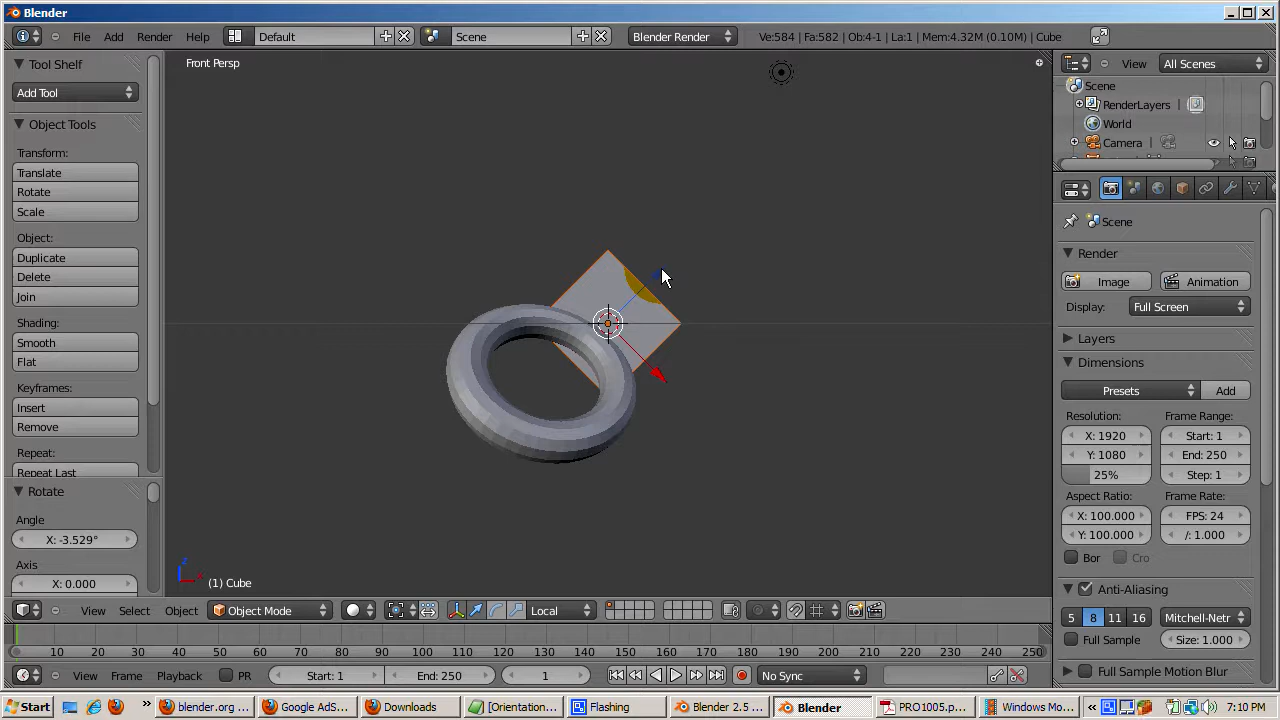 Blender
File Add Render Help Default Scene Blender Render Ve:584 | Fa:582 | Ob:4-1 | La:1 | Mem:4.32M (0.10M) | Cube
Tool Shelf
Add Tool
Object Tools
Transform:
Translate
Rotate
Scale
Object:
Duplicate
Delete
Join
Shading:
Smooth
Flat
Keyframes:
Insert
Remove
Repeat:
Repeat Last
Rotate
Angle
X: -3.529°
Axis
X: 0.000
Front Persp
z
x
(1) Cube
View Select Object Object Mode Local
View All Scenes
Scene
RenderLayers |
World
Camera |
Scene
Render
Image Animation
Display: Full Screen
Layers
Dimensions
Presets Add
Resolution: Frame Range:
X: 1920 Start: 1
Y: 1080 End: 250
25% Step: 1
Aspect Ratio: Frame Rate:
X: 100.000 FPS: 24
Y: 100.000 /: 1.000
Bor Cro
Anti-Aliasing
5 8 11 16 Mitchell-Netr
Full Sample Size: 1.000
Full Sample Motion Blur
10 20 30 40 50 60 70 80 90 100 110 120 130 140 150 160 170 180 190 200 210 220 230 240 250
View Frame Playback PR Start: 1 End: 250 1 No Sync
Start » blender.org ... Google AdS... Downloads [Orientation... Flashing Blender 2.5 ... Blender PRO1005.p... Windows Mo... « 7:10 PM